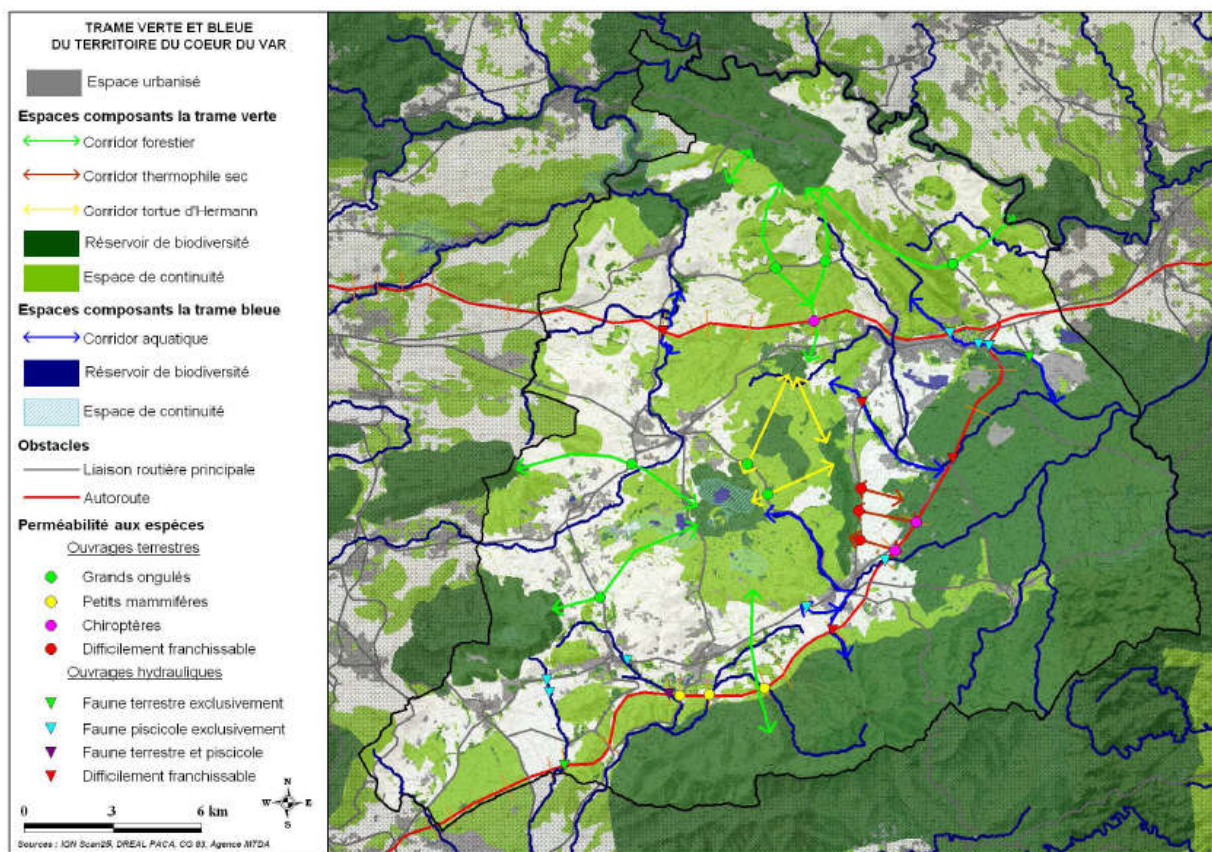 TRAME VERTE ET BLEUE
DU TERRITOIRE DU COEUR DU VAR
Espace urbanisé
Espaces composants la trame verte
Corridor forestier
Corridor thermophile sec
Corridor tortue d'Hermann
Réservoir de biodiversité
Espace de continuité
Espaces composants la trame bleue
Corridor aquatique
Réservoir de biodiversité
Espace de continuité
Obstacles
Liaison routière principale
Autoroute
Perméabilité aux espèces
Ouvrages terrestres
Grands ongulés
Petits mammifères
Chiroptères
Difficilement franchissable
Ouvrages hydrauliques
Faune terrestre exclusivement
Faune piscicole exclusivement
Faune terrestre et piscicole
Difficilement franchissable
N
W E
S
0 3 6 km
Sources : IGN Scan25, DREAL PACA, CG 83, Agence MTDA